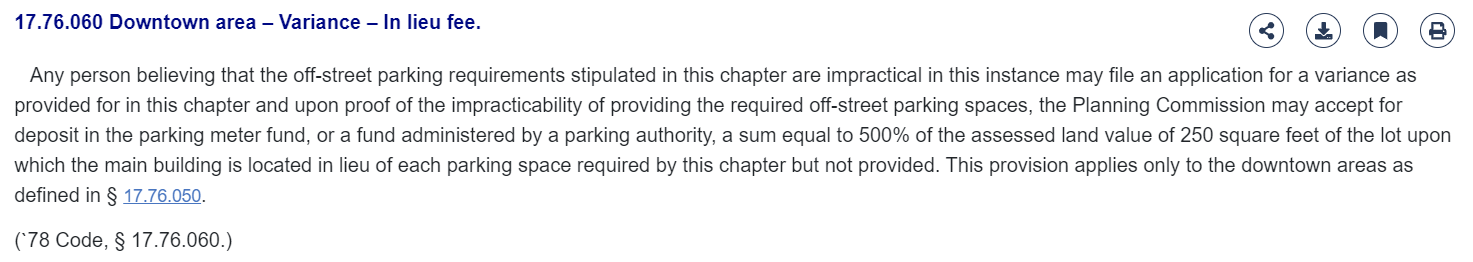 17.76.060 Downtown area – Variance – In lieu fee.
Any person believing that the off-street parking requirements stipulated in this chapter are impractical in this instance may file an application for a variance as
provided for in this chapter and upon proof of the impracticability of providing the required off-street parking spaces, the Planning Commission may accept for
deposit in the parking meter fund, or a fund administered by a parking authority, a sum equal to 500% of the assessed land value of 250 square feet of the lot upon
which the main building is located in lieu of each parking space required by this chapter but not provided. This provision applies only to the downtown areas as
defined in § 17.76.050.
(`78 Code, § 17.76.060.)